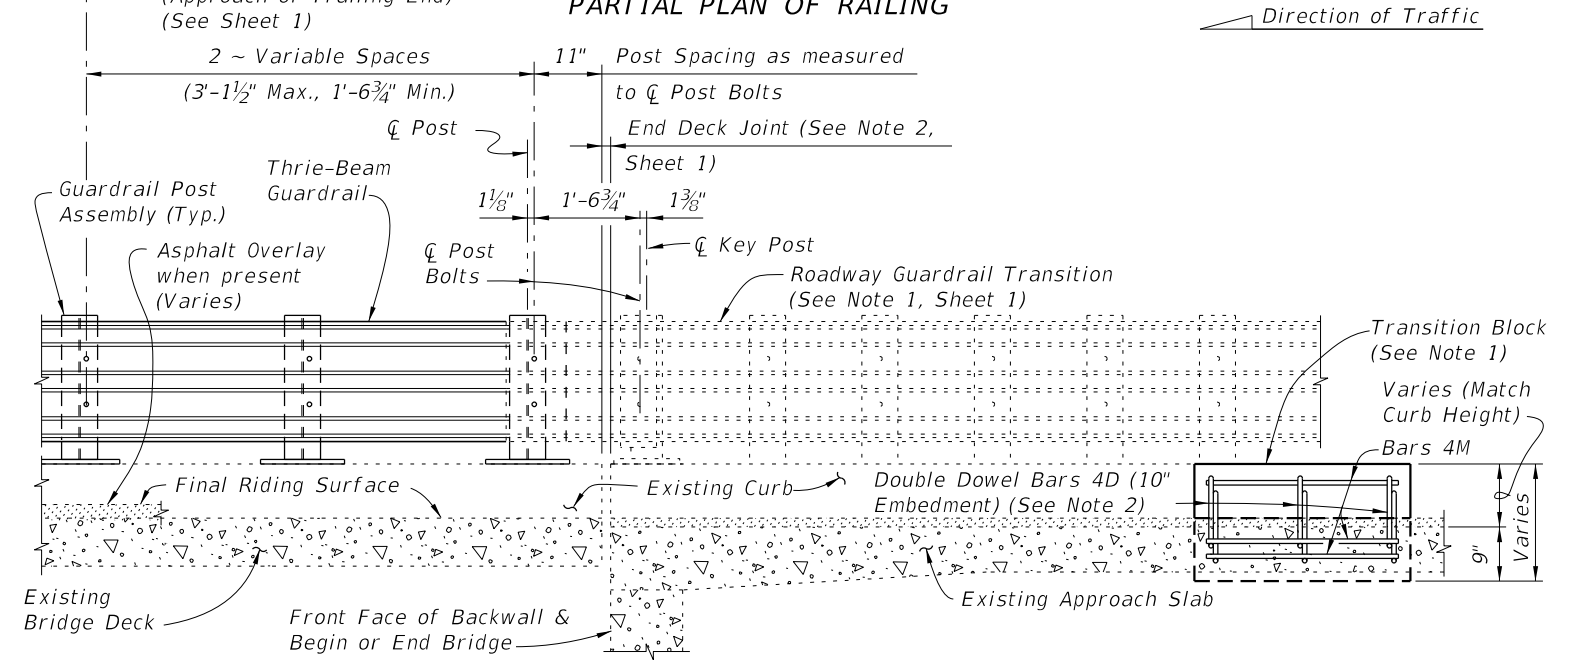 (Approach or Trailing End)
(See Sheet 1)
PARTIAL PLAN OF RAILING
Direction of Traffic
2 ~ Variable Spaces
(3'-1½" Max., 1'-6¾" Min.)
11"
Post Spacing as measured
to ℄ Post Bolts
℄ Post
End Deck Joint (See Note 2,
Sheet 1)
Thrie-Beam
Guardrail
Guardrail Post
Assembly (Typ.)
1⅛"
1'-6¾"
1⅜"
Asphalt Overlay
when present
(Varies)
℄ Post
Bolts
℄ Key Post
Roadway Guardrail Transition
(See Note 1, Sheet 1)
Transition Block
(See Note 1)
Varies (Match
Curb Height)
Bars 4M
Final Riding Surface
Existing Curb
Double Dowel Bars 4D (10"
Embedment) (See Note 2)
9"
Varies
Existing
Bridge Deck
Front Face of Backwall &
Begin or End Bridge
Existing Approach Slab